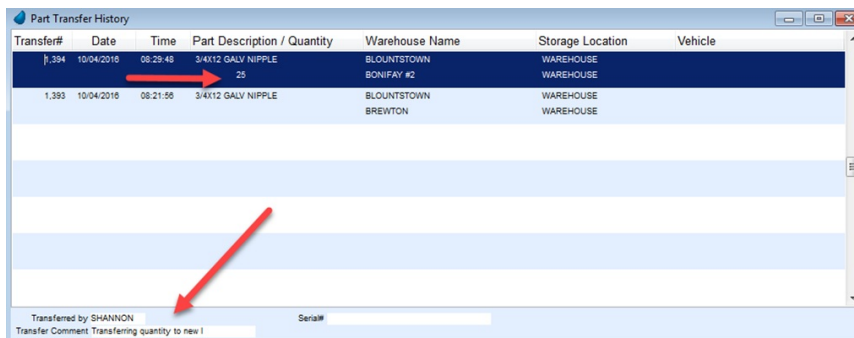 Part Transfer History
Transfer# Date Time Part Description / Quantity Warehouse Name Storage Location Vehicle
1,394 10/04/2016 08:29:48 3/4X12 GALV NIPPLE BLOUNTSTOWN WAREHOUSE
25 BONIFAY #2 WAREHOUSE
1,393 10/04/2016 08:21:56 3/4X12 GALV NIPPLE BLOUNTSTOWN WAREHOUSE
BREWTON WAREHOUSE
Transferred by SHANNON Serial#
Transfer Comment Transferring quantity to new l